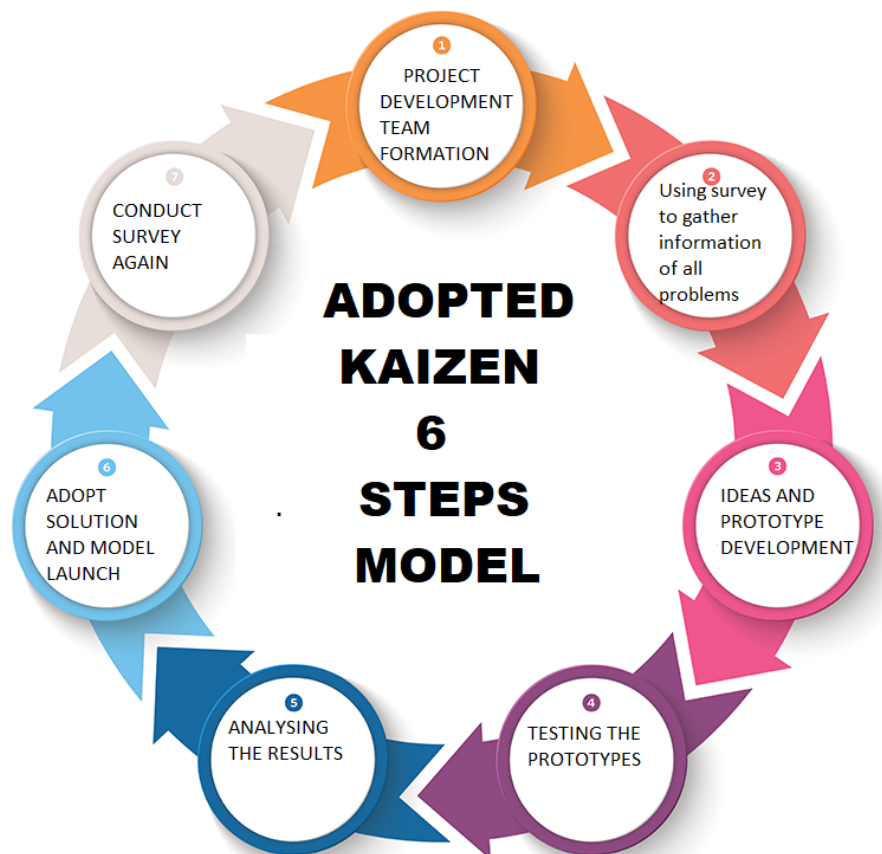 1
PROJECT
DEVELOPMENT
TEAM
FORMATION
2
Using survey
to gather
information
of all
problems
3
IDEAS AND
PROTOTYPE
DEVELOPMENT
4
TESTING THE
PROTOTYPES
5
ANALYSING
THE RESULTS
6
ADOPT
SOLUTION
AND MODEL
LAUNCH
7
CONDUCT
SURVEY
AGAIN
ADOPTED
KAIZEN
6
STEPS
MODEL
.